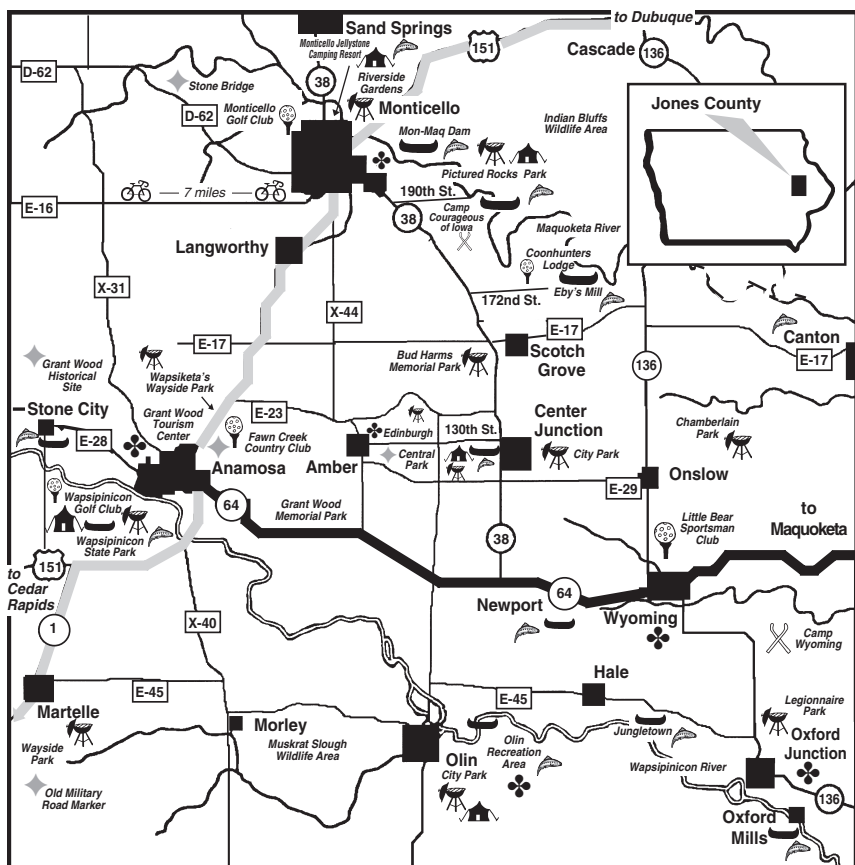 to Dubuque
Sand Springs
Monticello Jellystone
Camping Resort
151
Cascade
136
D-62
38
Riverside
Gardens
Stone Bridge
Monticello
D-62
Monticello
Golf Club
Mon-Maq Dam
Indian Bluffs
Wildlife Area
Jones County
Pictured Rocks Park
7 miles
190th St.
E-16
38
Camp
Courageous
of Iowa
Maquoketa River
Langworthy
Coonhunters
Lodge
Eby's Mill
X-31
172nd St.
X-44
E-17
E-17
Canton
E-17
Scotch
Grove
Bud Harms
Memorial Park
136
Grant Wood
Historical
Site
Wapsiketa's
Wayside Park
Stone City
Grant Wood
Tourism
Center
E-23
Center
Junction
Chamberlain
Park
E-28
Fawn Creek
Country Club
Edinburgh
130th St.
Anamosa
Amber
Central
Park
City Park
Onslow
E-29
Wapsipinicon
Golf Club
64
Grant Wood
Memorial Park
Little Bear
Sportsman
Club
to
Maquoketa
Wapsipinicon
State Park
38
151
to
Cedar
Rapids
64
Newport
Wyoming
1
X-40
Camp
Wyoming
Hale
E-45
E-45
Martelle
Legionnaire
Park
Morley
Jungletown
Oxford
Junction
Wayside
Park
Muskrat Slough
Wildlife Area
Olin
City Park
Olin
Recreation
Area
Wapsipinicon River
Old Military
Road Marker
136
Oxford
Mills